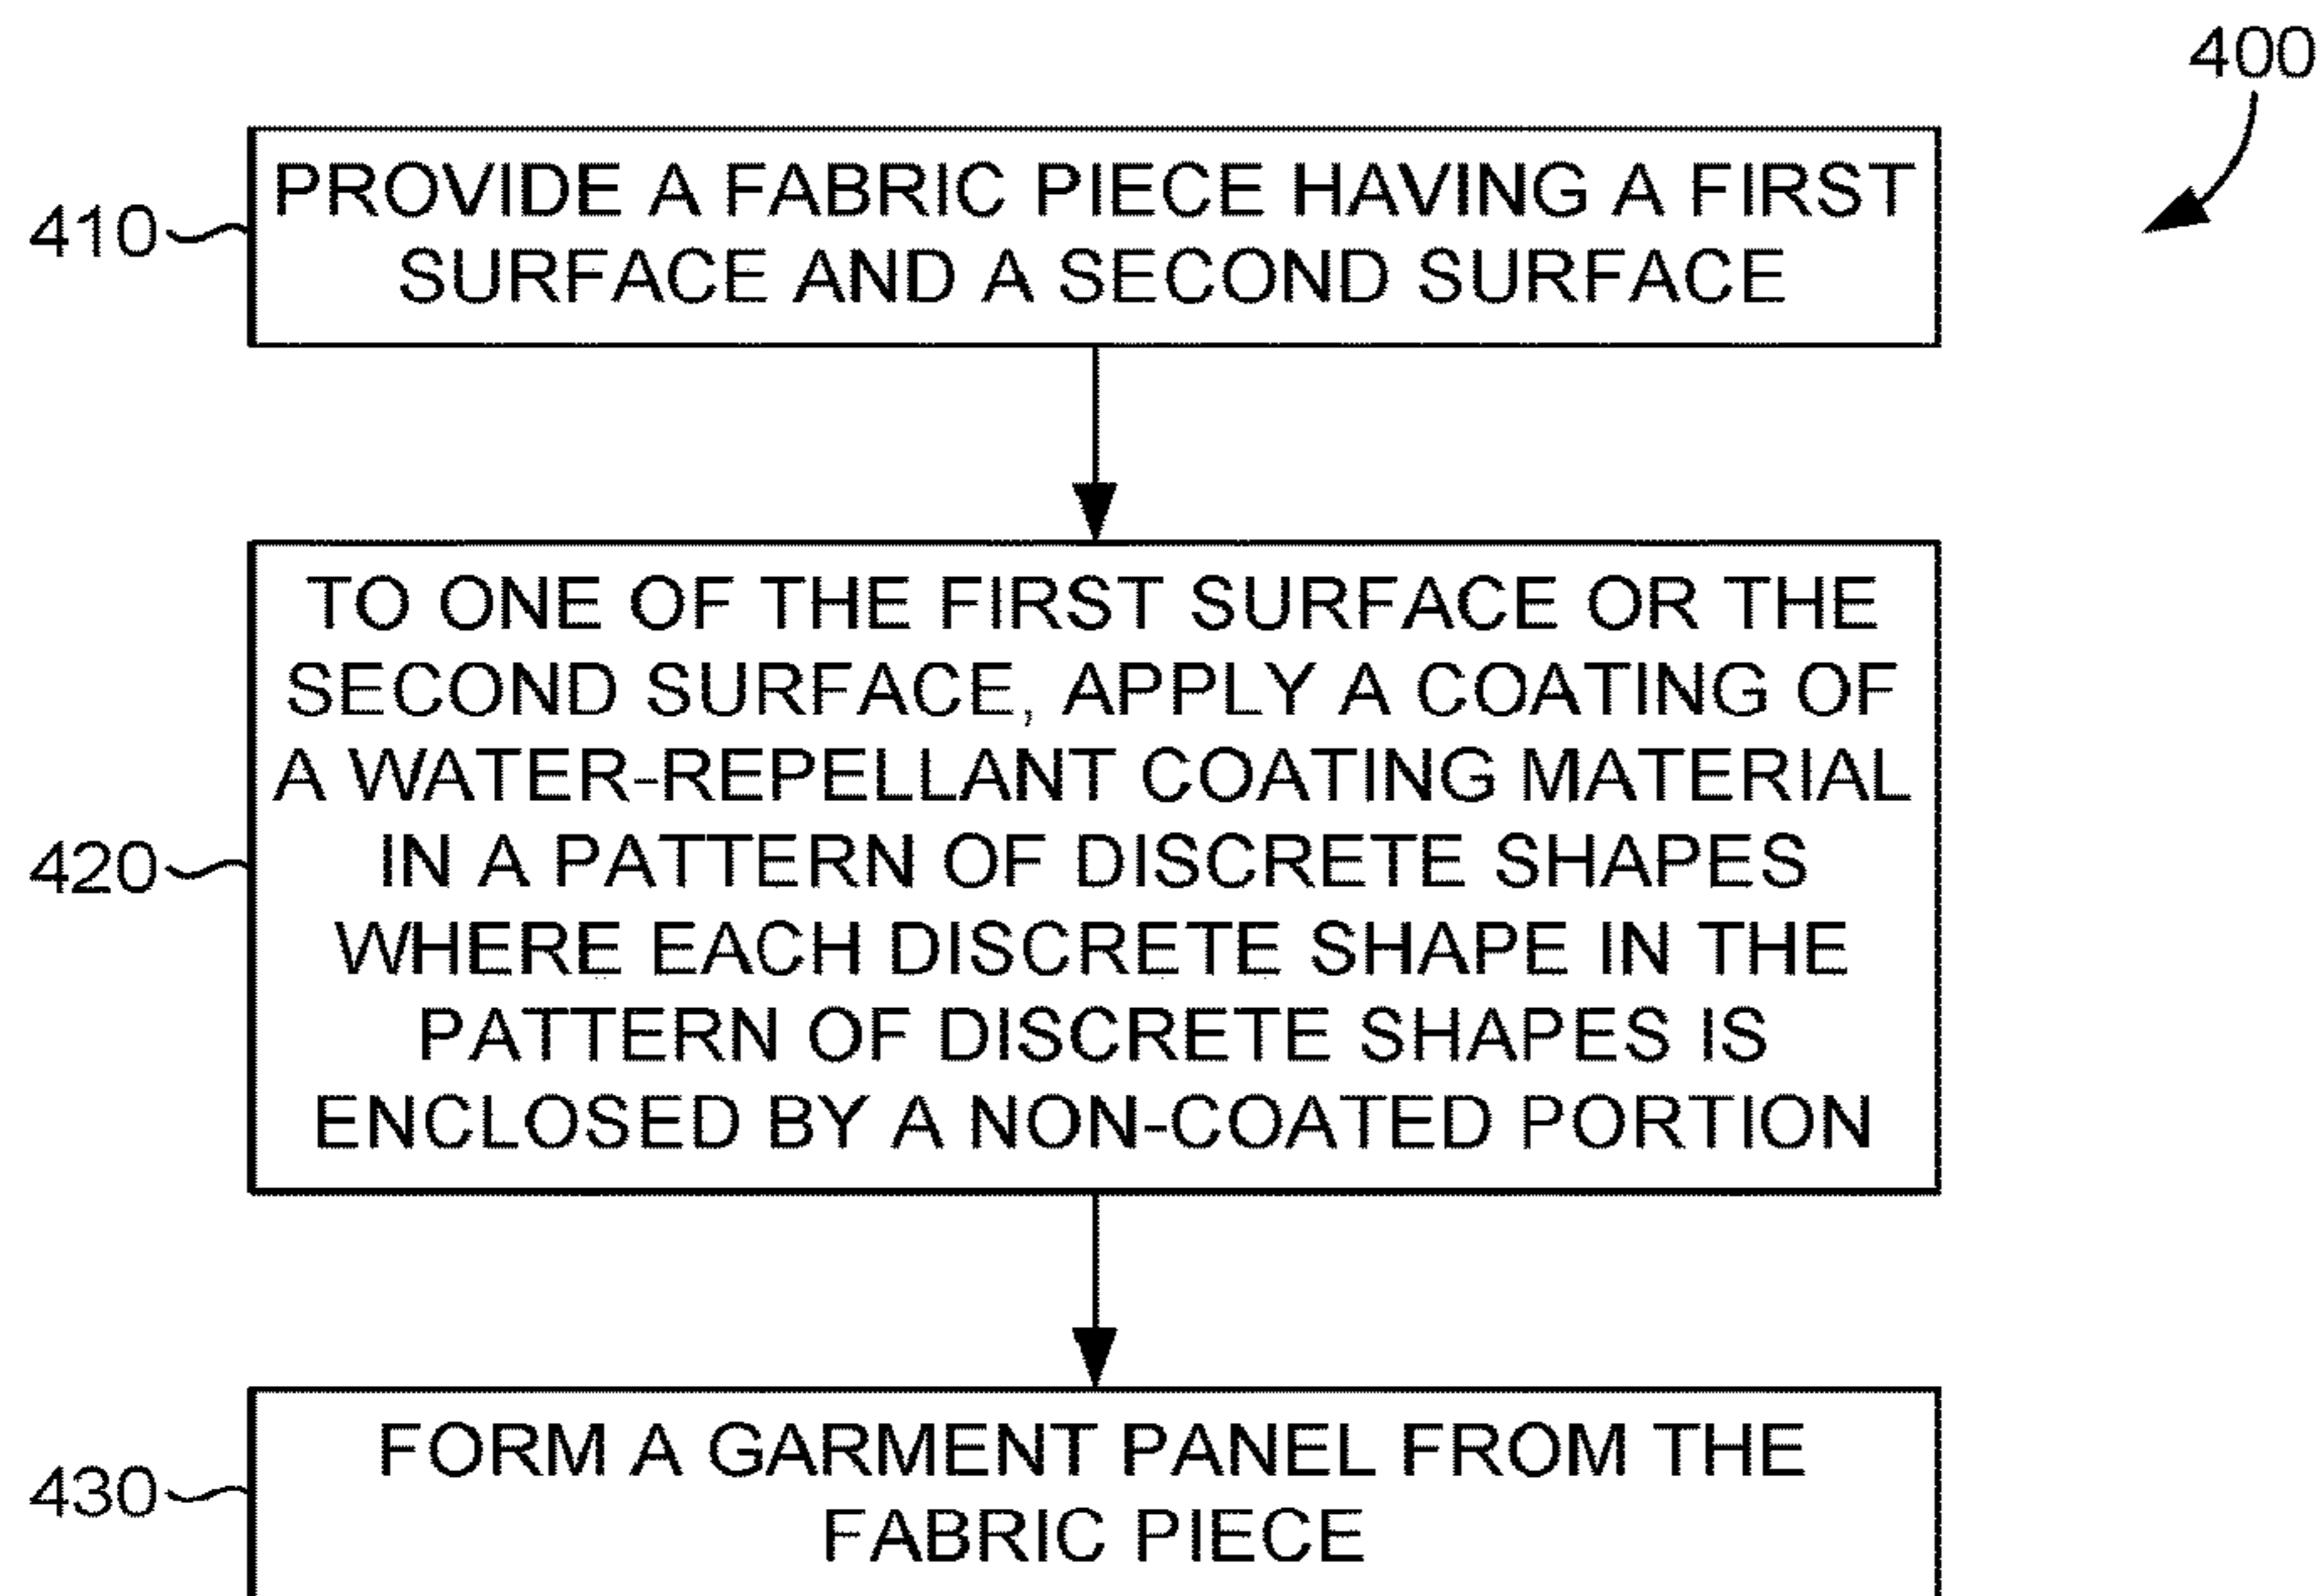 400
410
PROVIDE A FABRIC PIECE HAVING A FIRST
SURFACE AND A SECOND SURFACE
420
TO ONE OF THE FIRST SURFACE OR THE
SECOND SURFACE, APPLY A COATING OF
A WATER-REPELLANT COATING MATERIAL
IN A PATTERN OF DISCRETE SHAPES
WHERE EACH DISCRETE SHAPE IN THE
PATTERN OF DISCRETE SHAPES IS
ENCLOSED BY A NON-COATED PORTION
430
FORM A GARMENT PANEL FROM THE
FABRIC PIECE